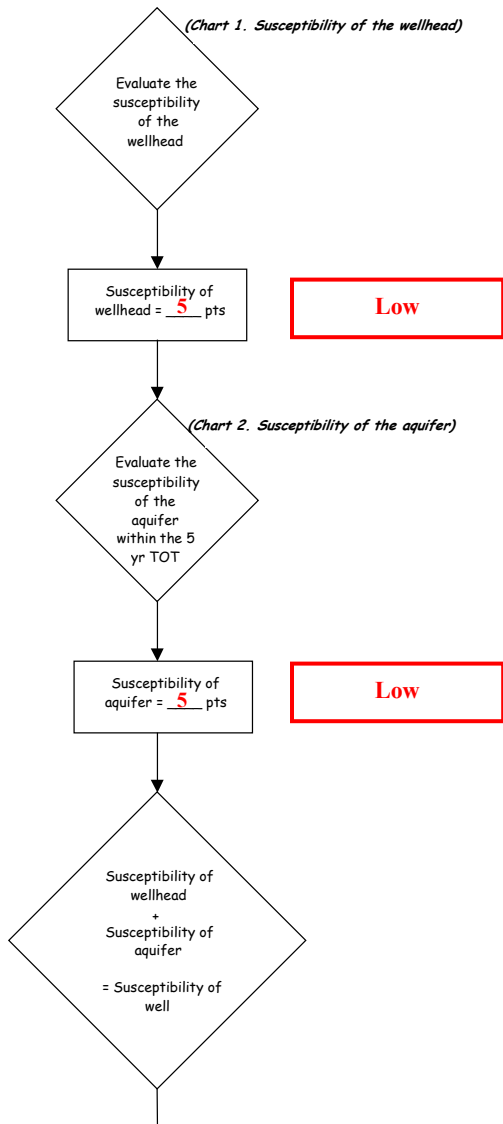 (Chart 1. Susceptibility of the wellhead)
Evaluate the
susceptibility
of the
wellhead
Susceptibility of
wellhead = __5__ pts
Low
(Chart 2. Susceptibility of the aquifer)
Evaluate the
susceptibility
of the
aquifer
within the 5
yr TOT
Susceptibility of
aquifer = __5__ pts
Low
Susceptibility of
wellhead
+
Susceptibility of
aquifer
= Susceptibility of
well